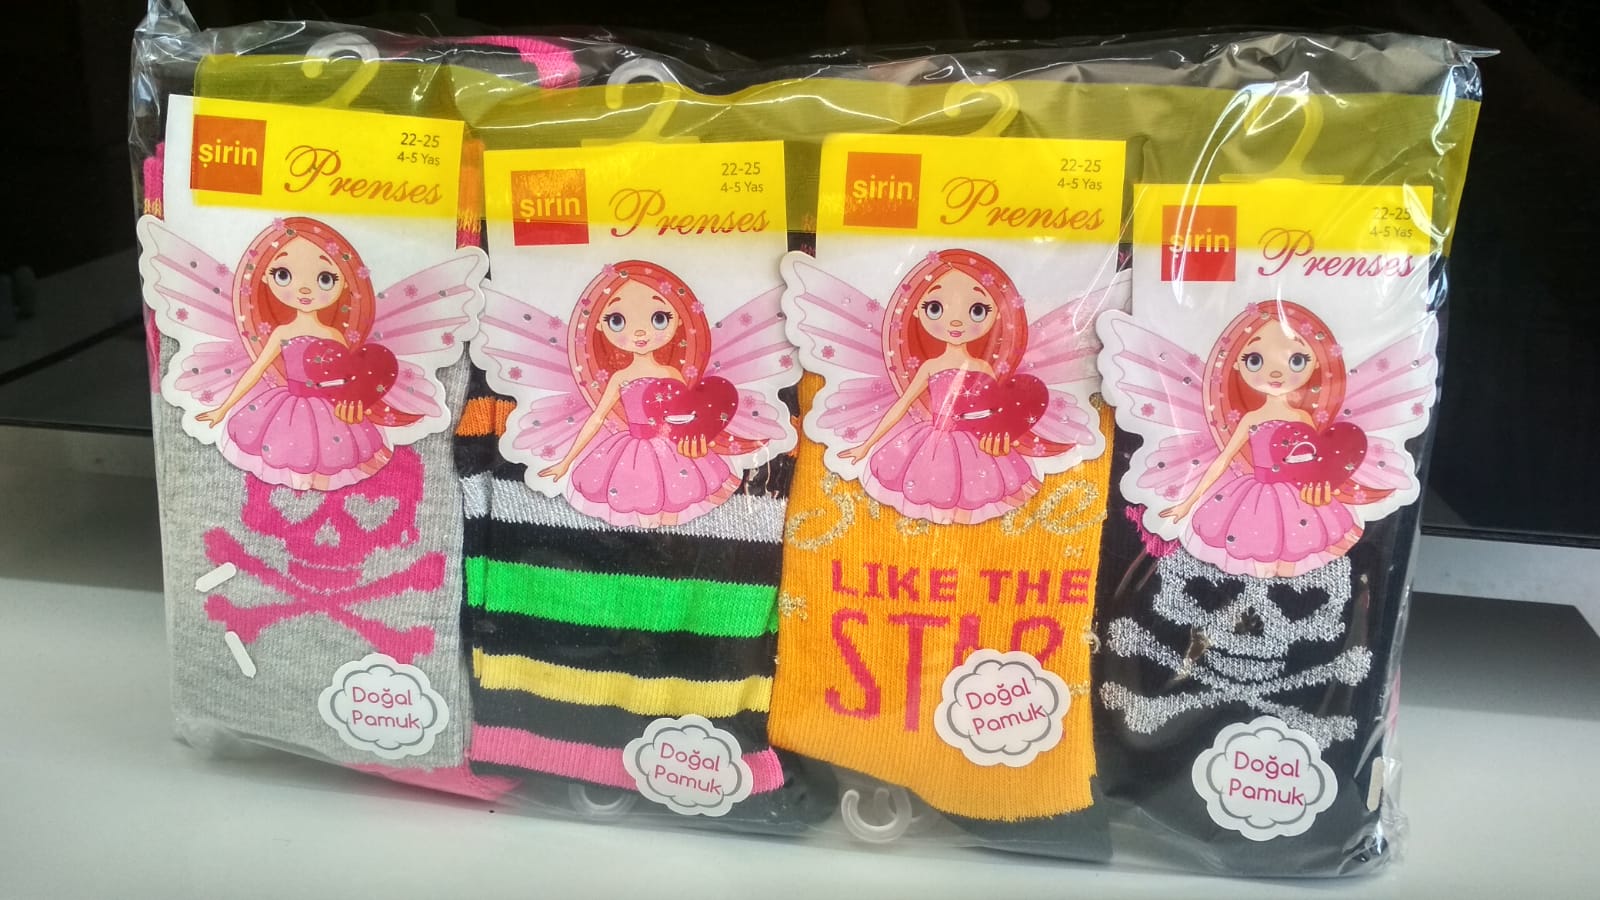 şirin
Prenses
22-25
4-5 Yaş
Doğal
Pamuk
şirin
Prenses
22-25
4-5 Yaş
Doğal
Pamuk
şirin
Prenses
22-25
4-5 Yaş
LIKE THE
STAR
Doğal
Pamuk
şirin
Prenses
22-25
4-5 Yaş
Doğal
Pamuk